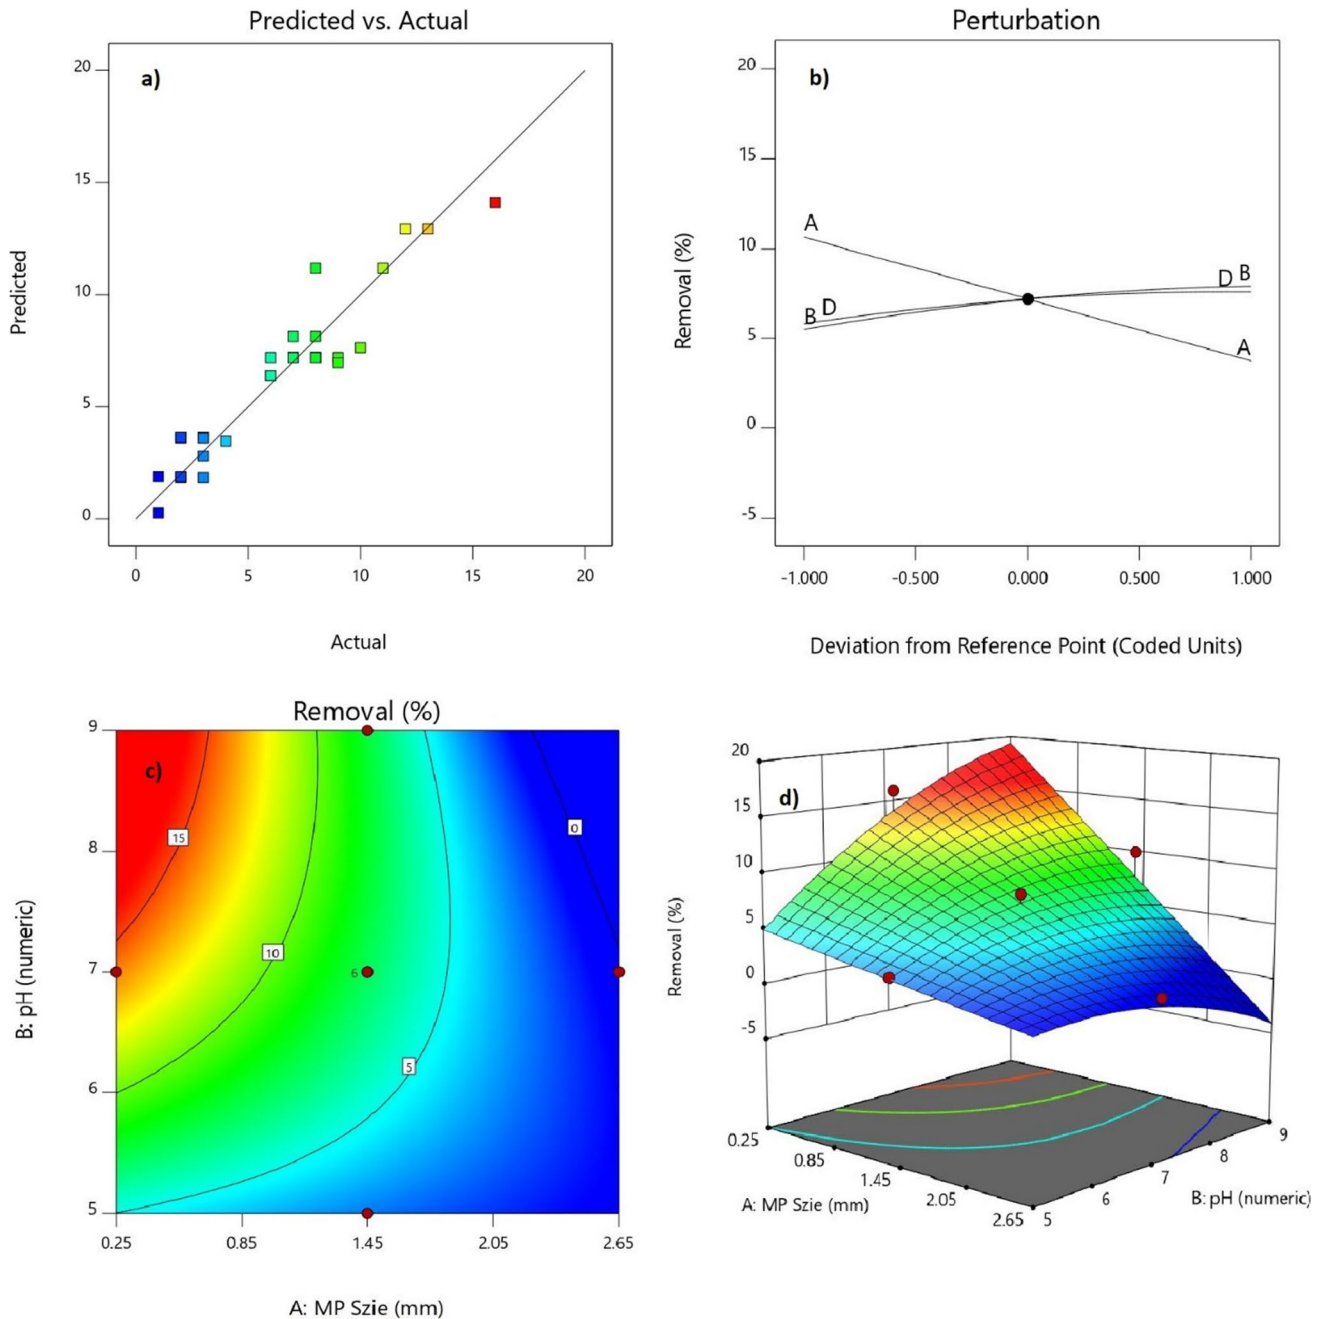 Predicted vs. Actual
a)
20
15
10
5
0
Predicted
0 5 10 15 20
Actual
Perturbation
b)
20
15
10
5
0
-5
Removal (%)
A
B D
D B
A
-1.000 -0.500 0.000 0.500 1.000
Deviation from Reference Point (Coded Units)
Removal (%)
c)
9
8
7
6
5
B: pH (numeric)
15
10
5
0
6
0.25 0.85 1.45 2.05 2.65
A: MP Szie (mm)
d)
20
15
10
5
0
-5
Removal (%)
0.25
0.85
1.45
2.05
2.65
A: MP Szie (mm)
5
6
7
8
9
B: pH (numeric)